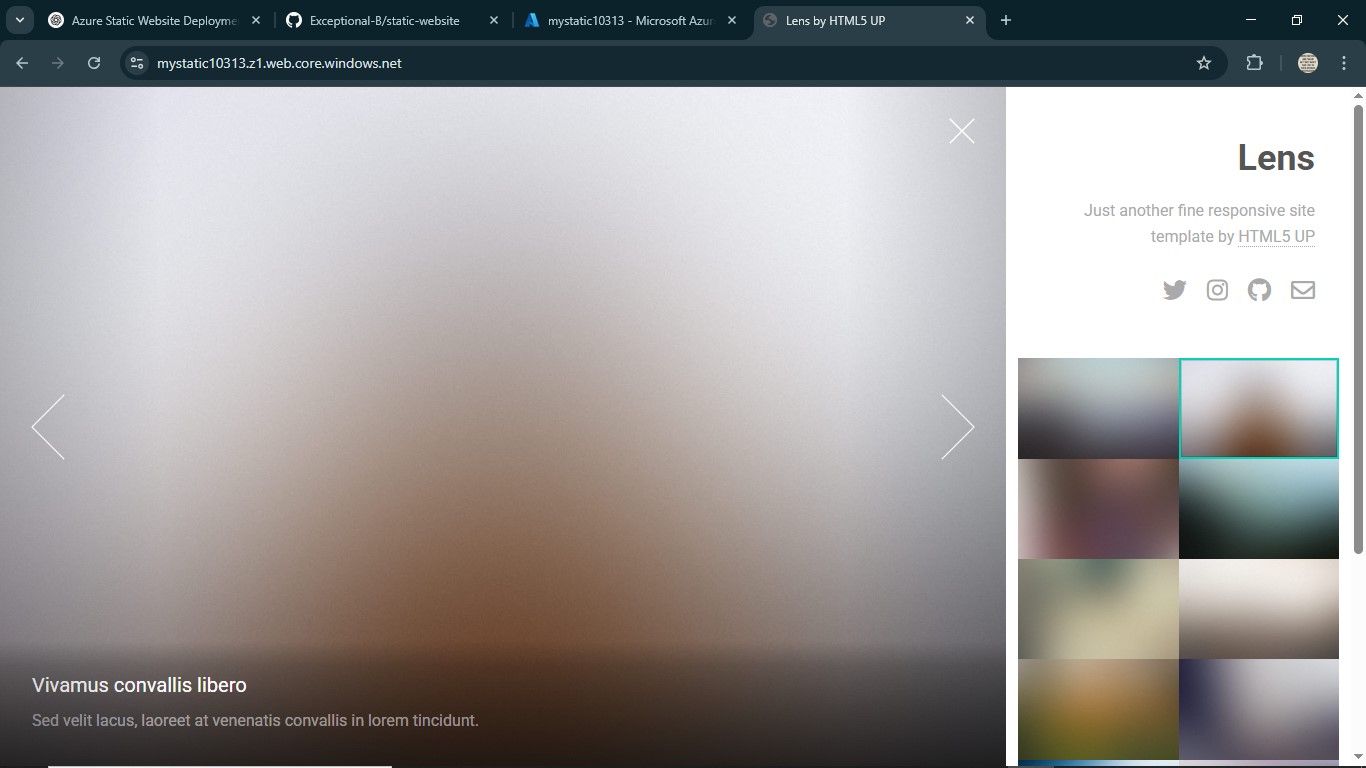 Azure Static Website Deployme
Exceptional-B/static-website
mystatic10313 - Microsoft Azur
Lens by HTML5 UP
mystatic10313.z1.web.core.windows.net
Lens
Just another fine responsive site
template by HTML5 UP
Vivamus convallis libero
Sed velit lacus, laoreet at venenatis convallis in lorem tincidunt.